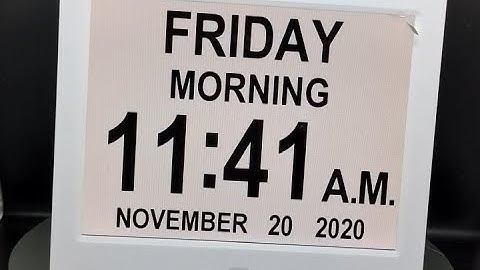 FRIDAY
MORNING
11:41 A.M.
NOVEMBER 20 2020